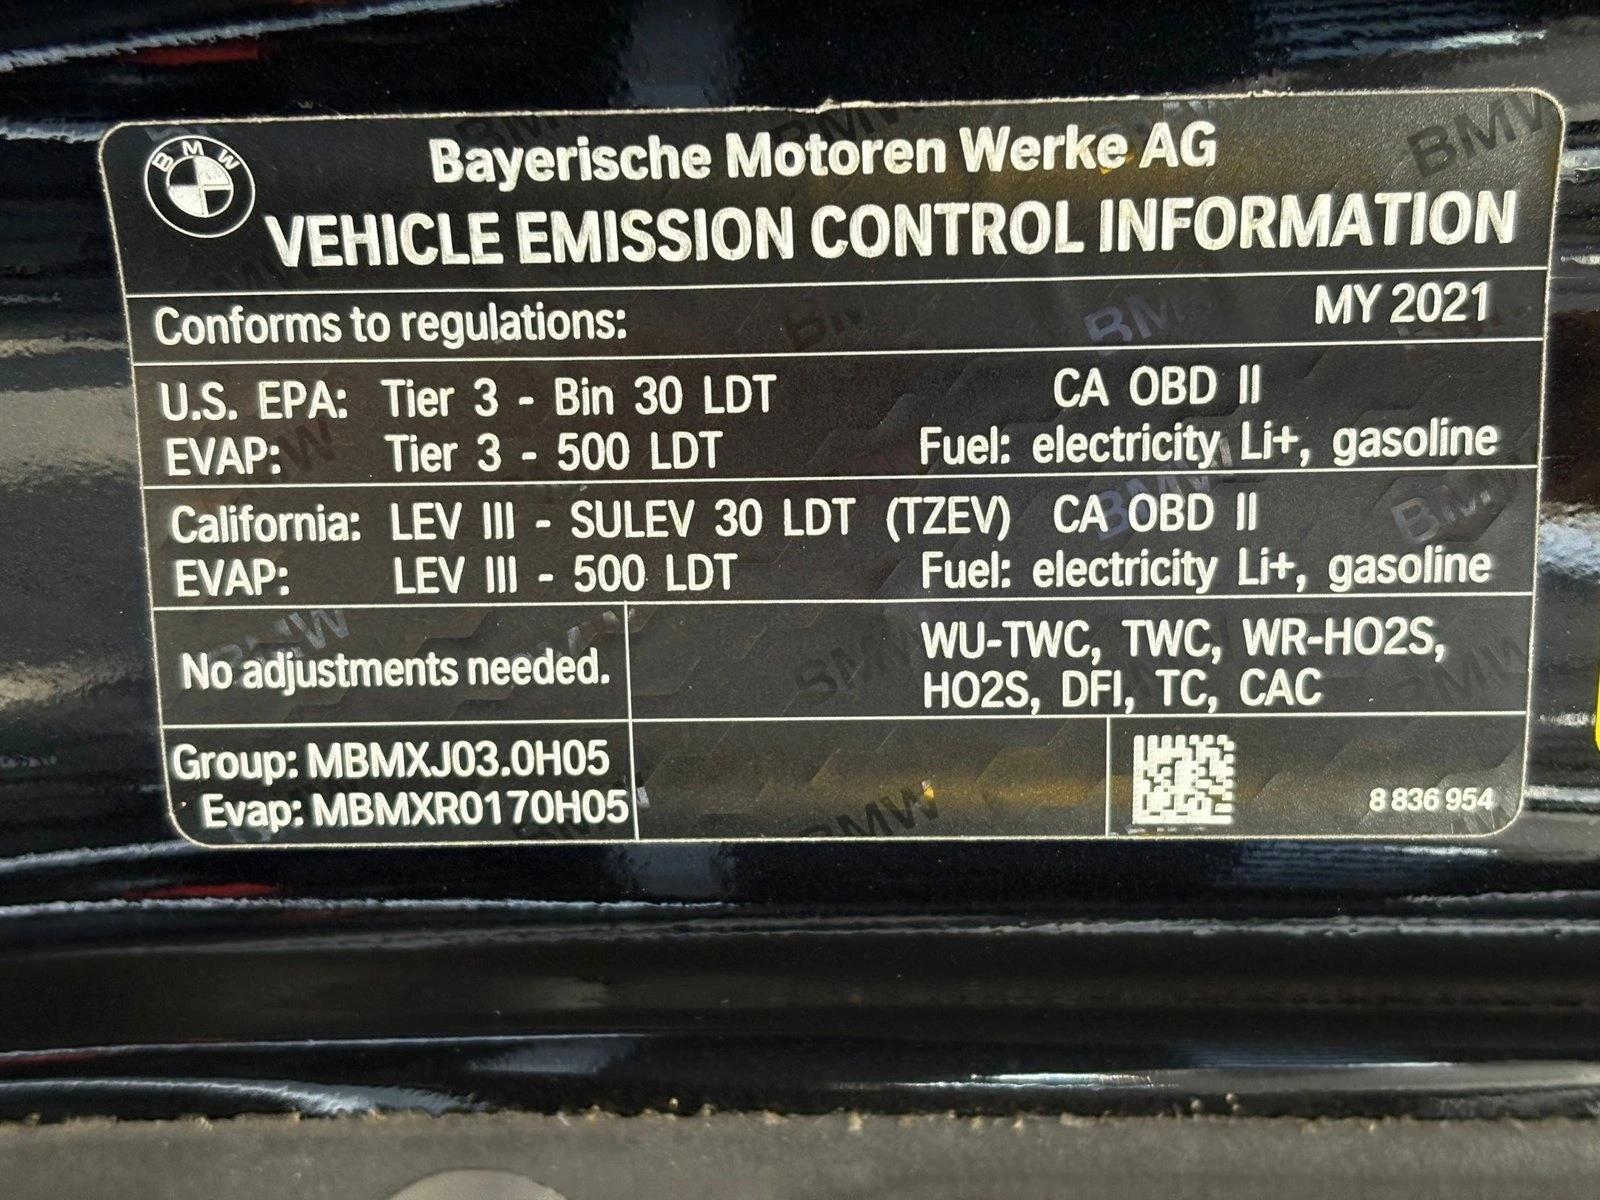 BMW
Bayerische Motoren Werke AG
VEHICLE EMISSION CONTROL INFORMATION
Conforms to regulations: MY 2021
U.S. EPA: Tier 3 - Bin 30 LDT CA OBD II
EVAP: Tier 3 - 500 LDT Fuel: electricity Li+, gasoline
California: LEV III - SULEV 30 LDT (TZEV) CA OBD II
EVAP: LEV III - 500 LDT Fuel: electricity Li+, gasoline
No adjustments needed.
WU-TWC, TWC, WR-HO2S,
HO2S, DFI, TC, CAC
Group: MBMXJ03.0H05
Evap: MBMXR0170H05
8 836 954